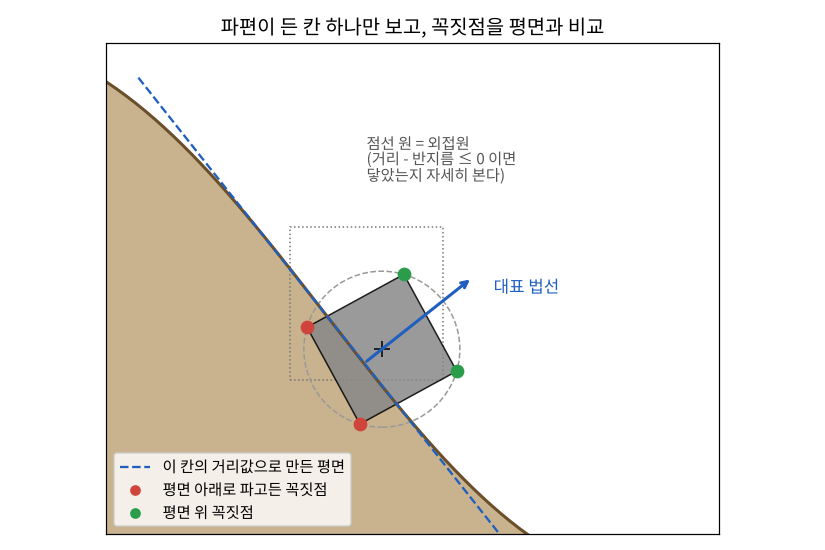 파편이 든 칸 하나만 보고, 꼭짓점을 평면과 비교
점선 원 = 외접원
(거리 - 반지름 ≤ 0 이면
닿았는지 자세히 본다)
대표 법선
이 칸의 거리값으로 만든 평면
평면 아래로 파고든 꼭짓점
평면 위 꼭짓점